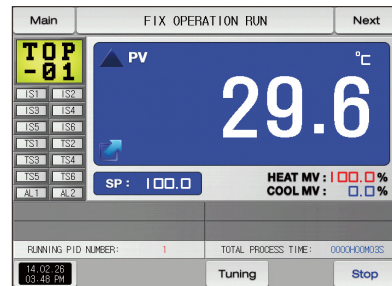 Main FIX OPERATION RUN Next
TOP
-01
PV
℃
29.6
IS1 IS2
IS3 IS4
IS5 IS6
TS1 TS2
TS3 TS4
TS5 TS6
AL1 AL2
SP : 100.0
HEAT MV : 100.0%
COOL MV : 0.0%
RUNNING PID NUMBER: 1 TOTAL PROCESS TIME: 0000H00M03S
14.02.26
03:48 PM
Tuning
Stop